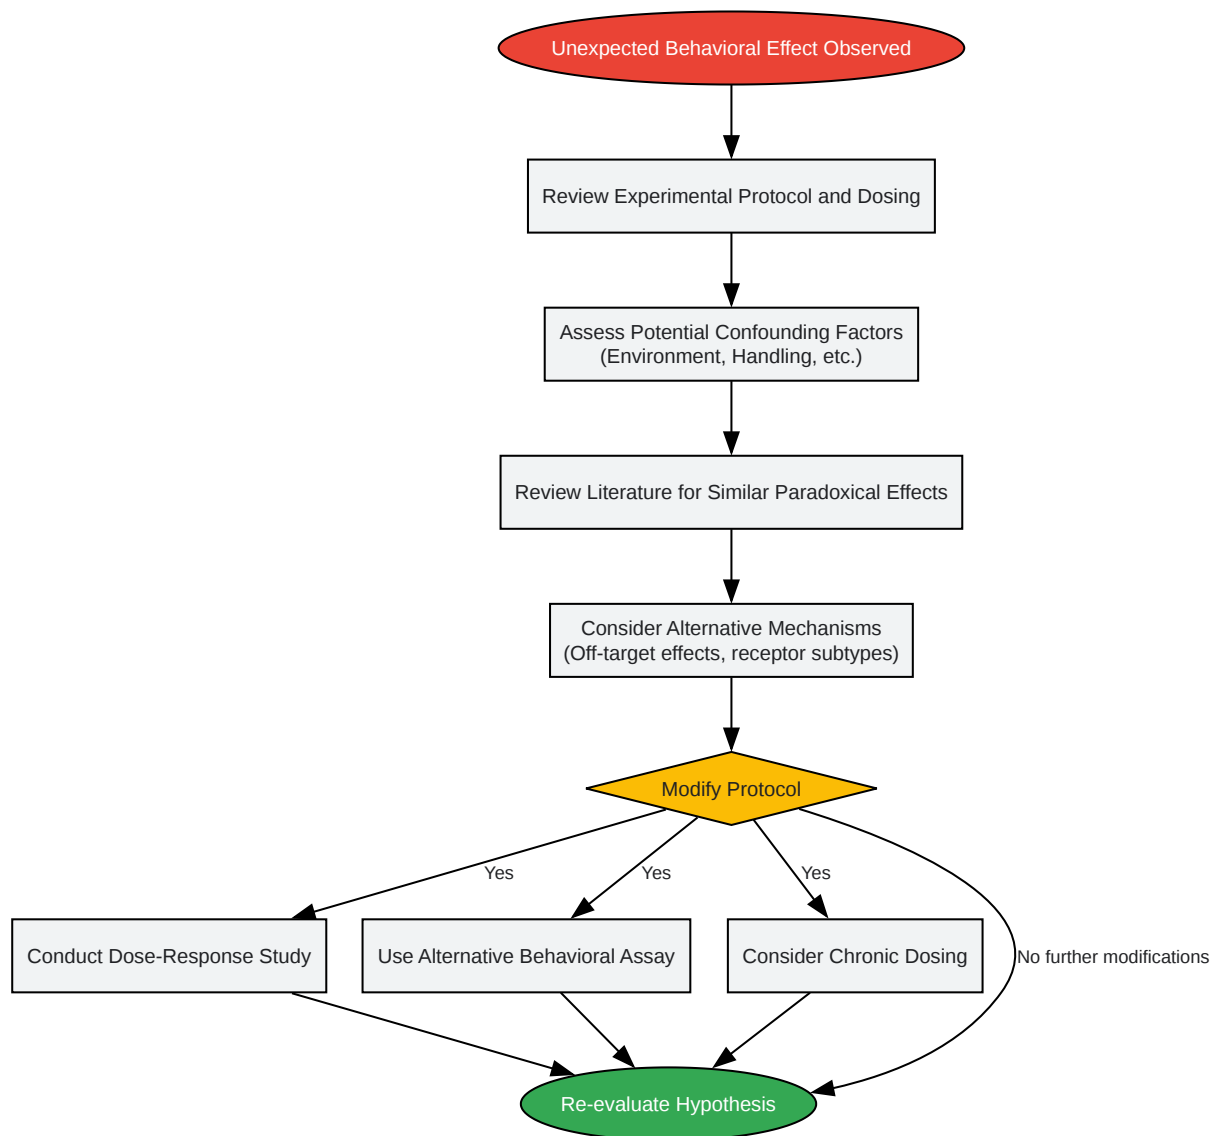 Unexpected Behavioral Effect Observed
Review Experimental Protocol and Dosing
Assess Potential Confounding Factors
(Environment, Handling, etc.)
Review Literature for Similar Paradoxical Effects
Consider Alternative Mechanisms
(Off-target effects, receptor subtypes)
Modify Protocol
Yes
Yes
Yes
No further modifications
Conduct Dose-Response Study
Use Alternative Behavioral Assay
Consider Chronic Dosing
Re-evaluate Hypothesis